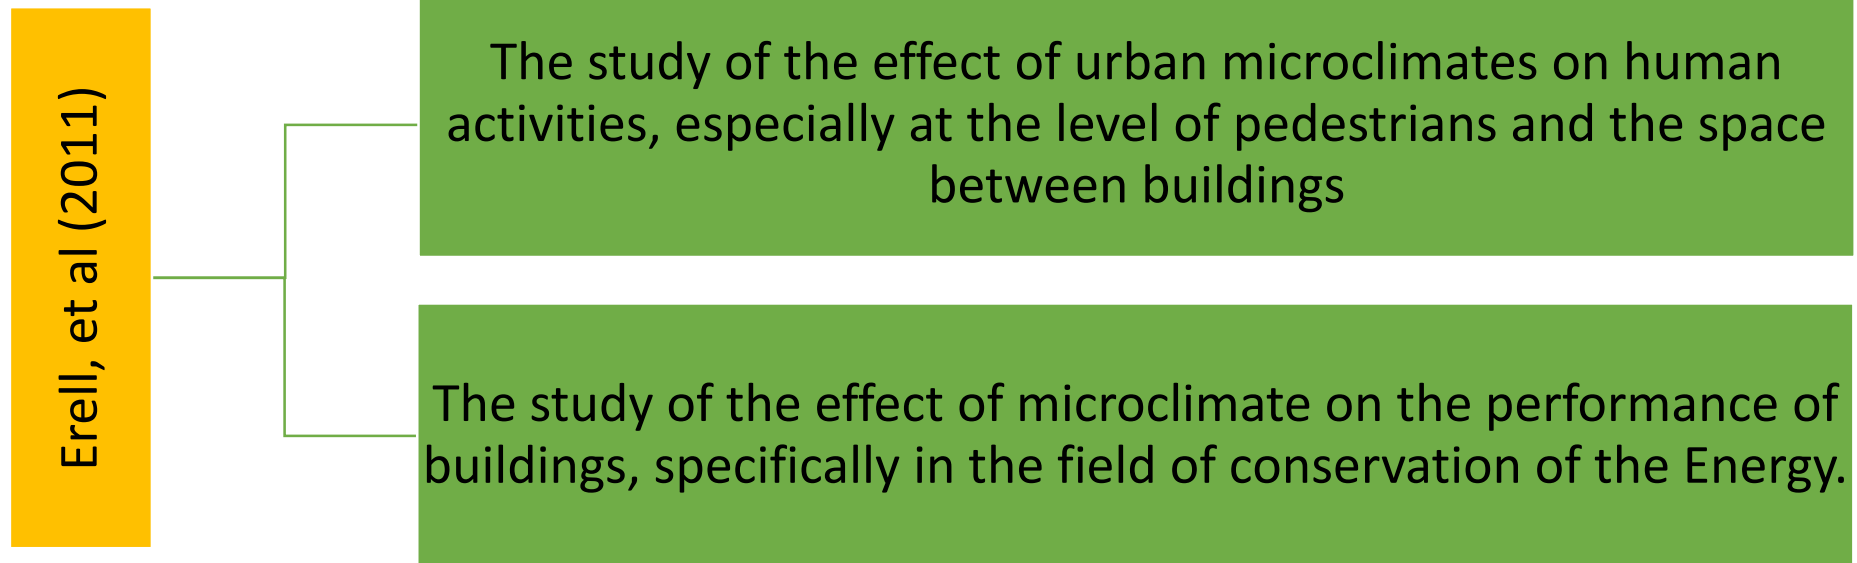 Erell, et al (2011)
The study of the effect of urban microclimates on human
activities, especially at the level of pedestrians and the space
between buildings
The study of the effect of microclimate on the performance of
buildings, specifically in the field of conservation of the Energy.